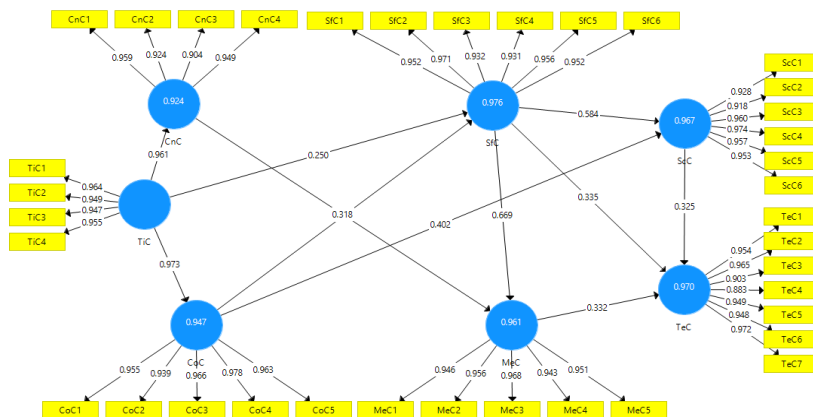 CnC1 CnC2 CnC3 CnC4 SfC1 SfC2 SfC3 SfC4 SfC5 SfC6
0.959 0.924 0.904 0.949
0.952 0.971 0.932 0.931 0.956 0.952
0.924
CnC
0.976
SfC
ScC1
ScC2
ScC3
ScC4
ScC5
ScC6
0.928
0.918
0.960
0.974
0.957
0.953
0.967
ScC
0.584
0.961
0.250
TiC1
TiC2
TiC3
TiC4
0.964
0.949
0.947
0.955
TiC
0.318
0.402
0.669
0.335
0.325
0.973
TeC1
TeC2
TeC3
TeC4
TeC5
TeC6
TeC7
0.954
0.965
0.903
0.883
0.949
0.948
0.972
0.970
TeC
0.332
0.947
CoC
0.961
MeC
0.955 0.939 0.966 0.978 0.963
0.946 0.956 0.968 0.943 0.951
CoC1 CoC2 CoC3 CoC4 CoC5 MeC1 MeC2 MeC3 MeC4 MeC5